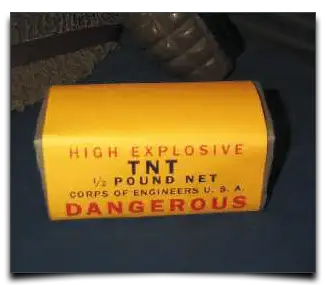 HIGH EXPLOSIVE
TNT
½ POUND NET
CORPS OF ENGINEERS U. S. A.
DANGEROUS